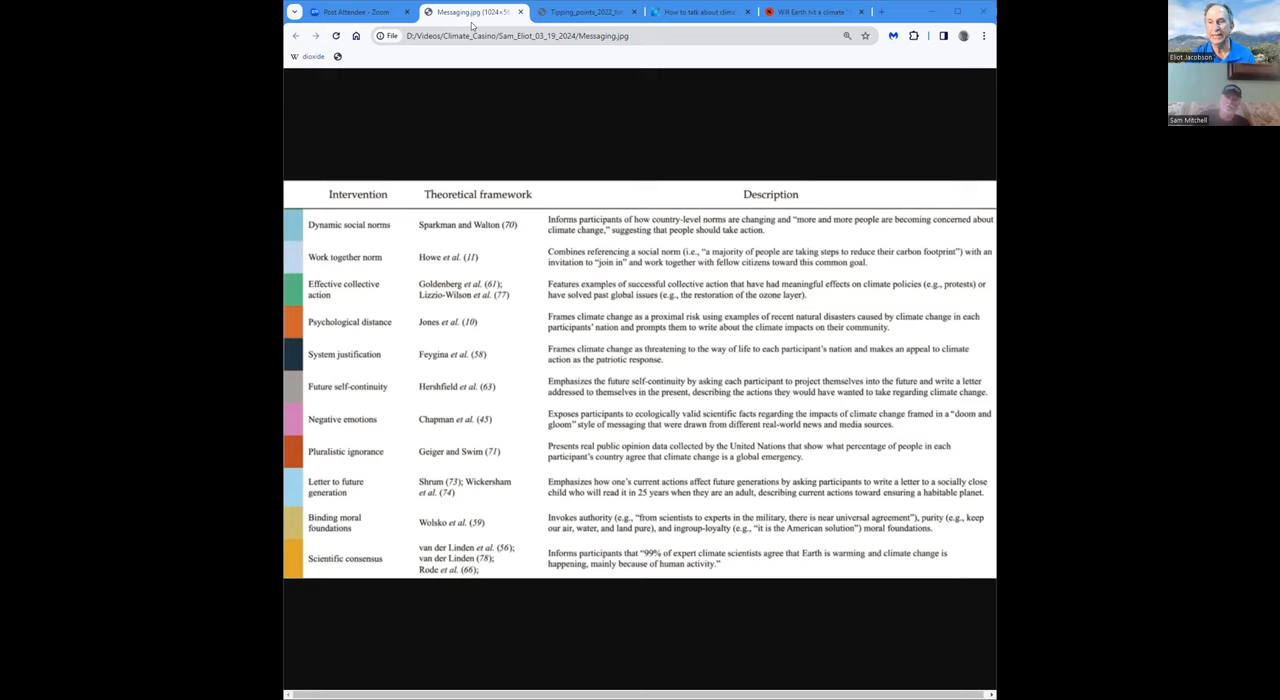 Post Attendee - Zoom
Messaging.jpg (1024×5
Tipping_points_2022_
How to talk about clim
Will Earth hit a climate
File
D:/Videos/Climate_Casino/Sam_Eliot_03_19_2024/Messaging.jpg
W dioxide
Eliot Jacobson
Sam Mitchell
Intervention Theoretical framework Description
Dynamic social norms Sparkman and Walton (70) Informs participants of how country-level norms are changing and “more and more people are becoming concerned about
climate change,” suggesting that people should take action.
Work together norm Howe et al. (11) Combines referencing a social norm (i.e., “a majority of people are taking steps to reduce their carbon footprint”) with an
invitation to “join in” and work together with fellow citizens toward this common goal.
Effective collective Goldenberg et al. (61); Features examples of successful collective action that have had meaningful effects on climate policies (e.g., protests) or
action Lizzio-Wilson et al. (77) have solved past global issues (e.g., the restoration of the ozone layer).
Psychological distance Jones et al. (10) Frames climate change as a proximal risk using examples of recent natural disasters caused by climate change in each
participants’ nation and prompts them to write about the climate impacts on their community.
System justification Feygina et al. (58) Frames climate change as threatening to the way of life to each participant’s nation and makes an appeal to climate
action as the patriotic response.
Future self-continuity Hershfield et al. (63) Emphasizes the future self-continuity by asking each participant to project themselves into the future and write a letter
addressed to themselves in the present, describing the actions they would have wanted to take regarding climate change.
Negative emotions Chapman et al. (45) Exposes participants to ecologically valid scientific facts regarding the impacts of climate change framed in a “doom and
gloom” style of messaging that were drawn from different real-world news and media sources.
Pluralistic ignorance Geiger and Swim (71) Presents real public opinion data collected by the United Nations that show what percentage of people in each
participant’s country agree that climate change is a global emergency.
Letter to future Shrum (73); Wickersham Emphasizes how one’s current actions affect future generations by asking participants to write a letter to a socially close
generation et al. (74) child who will read it in 25 years when they are an adult, describing current actions toward ensuring a habitable planet.
Binding moral Wolsko et al. (59) Invokes authority (e.g., “from scientists to experts in the military, there is near universal agreement”), purity (e.g., keep
foundations our air, water, and land pure), and ingroup-loyalty (e.g., “it is the American solution”) moral foundations.
Scientific consensus van der Linden et al. (56); Informs participants that “99% of expert climate scientists agree that Earth is warming and climate change is
van der Linden (78); happening, mainly because of human activity.”
Rode et al. (66);